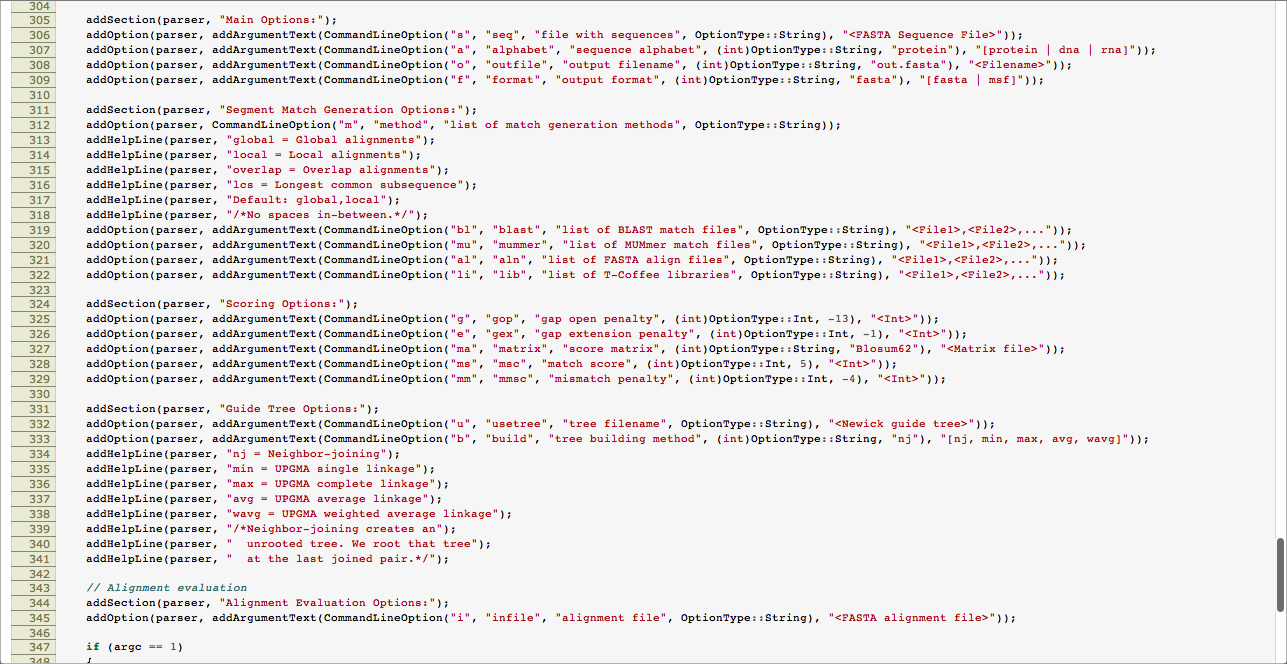 304
305 addSection(parser, "Main Options:");
306 addOption(parser, addArgumentText(CommandLineOption("s", "seq", "file with sequences", OptionType::String), "<FASTA Sequence File>"));
307 addOption(parser, addArgumentText(CommandLineOption("a", "alphabet", "sequence alphabet", (int)OptionType::String, "protein"), "[protein | dna | rna]"));
308 addOption(parser, addArgumentText(CommandLineOption("o", "outfile", "output filename", (int)OptionType::String, "out.fasta"), "<Filename>"));
309 addOption(parser, addArgumentText(CommandLineOption("f", "format", "output format", (int)OptionType::String, "fasta"), "[fasta | msf]"));
310
311 addSection(parser, "Segment Match Generation Options:");
312 addOption(parser, CommandLineOption("m", "method", "list of match generation methods", OptionType::String));
313 addHelpLine(parser, "global = Global alignments");
314 addHelpLine(parser, "local = Local alignments");
315 addHelpLine(parser, "overlap = Overlap alignments");
316 addHelpLine(parser, "lcs = Longest common subsequence");
317 addHelpLine(parser, "Default: global,local");
318 addHelpLine(parser, "/*No spaces in-between.*/");
319 addOption(parser, addArgumentText(CommandLineOption("bl", "blast", "list of BLAST match files", OptionType::String), "<File1>,<File2>,..."));
320 addOption(parser, addArgumentText(CommandLineOption("mu", "mummer", "list of MUMmer match files", OptionType::String), "<File1>,<File2>,..."));
321 addOption(parser, addArgumentText(CommandLineOption("al", "aln", "list of FASTA align files", OptionType::String), "<File1>,<File2>,..."));
322 addOption(parser, addArgumentText(CommandLineOption("li", "lib", "list of T-Coffee libraries", OptionType::String), "<File1>,<File2>,..."));
323
324 addSection(parser, "Scoring Options:");
325 addOption(parser, addArgumentText(CommandLineOption("g", "gop", "gap open penalty", (int)OptionType::Int, -13), "<Int>"));
326 addOption(parser, addArgumentText(CommandLineOption("e", "gex", "gap extension penalty", (int)OptionType::Int, -1), "<Int>"));
327 addOption(parser, addArgumentText(CommandLineOption("ma", "matrix", "score matrix", (int)OptionType::String, "Blosum62"), "<Matrix file>"));
328 addOption(parser, addArgumentText(CommandLineOption("ms", "msc", "match score", (int)OptionType::Int, 5), "<Int>"));
329 addOption(parser, addArgumentText(CommandLineOption("mm", "mmsc", "mismatch penalty", (int)OptionType::Int, -4), "<Int>"));
330
331 addSection(parser, "Guide Tree Options:");
332 addOption(parser, addArgumentText(CommandLineOption("u", "usetree", "tree filename", OptionType::String), "<Newick guide tree>"));
333 addOption(parser, addArgumentText(CommandLineOption("b", "build", "tree building method", (int)OptionType::String, "nj"), "[nj, min, max, avg, wavg]"));
334 addHelpLine(parser, "nj = Neighbor-joining");
335 addHelpLine(parser, "min = UPGMA single linkage");
336 addHelpLine(parser, "max = UPGMA complete linkage");
337 addHelpLine(parser, "avg = UPGMA average linkage");
338 addHelpLine(parser, "wavg = UPGMA weighted average linkage");
339 addHelpLine(parser, "/*Neighbor-joining creates an");
340 addHelpLine(parser, "  unrooted tree. We root that tree");
341 addHelpLine(parser, "  at the last joined pair.*/");
342
343 // Alignment evaluation
344 addSection(parser, "Alignment Evaluation Options:");
345 addOption(parser, addArgumentText(CommandLineOption("i", "infile", "alignment file", OptionType::String), "<FASTA alignment file>"));
346
347 if (argc == 1)
348 {